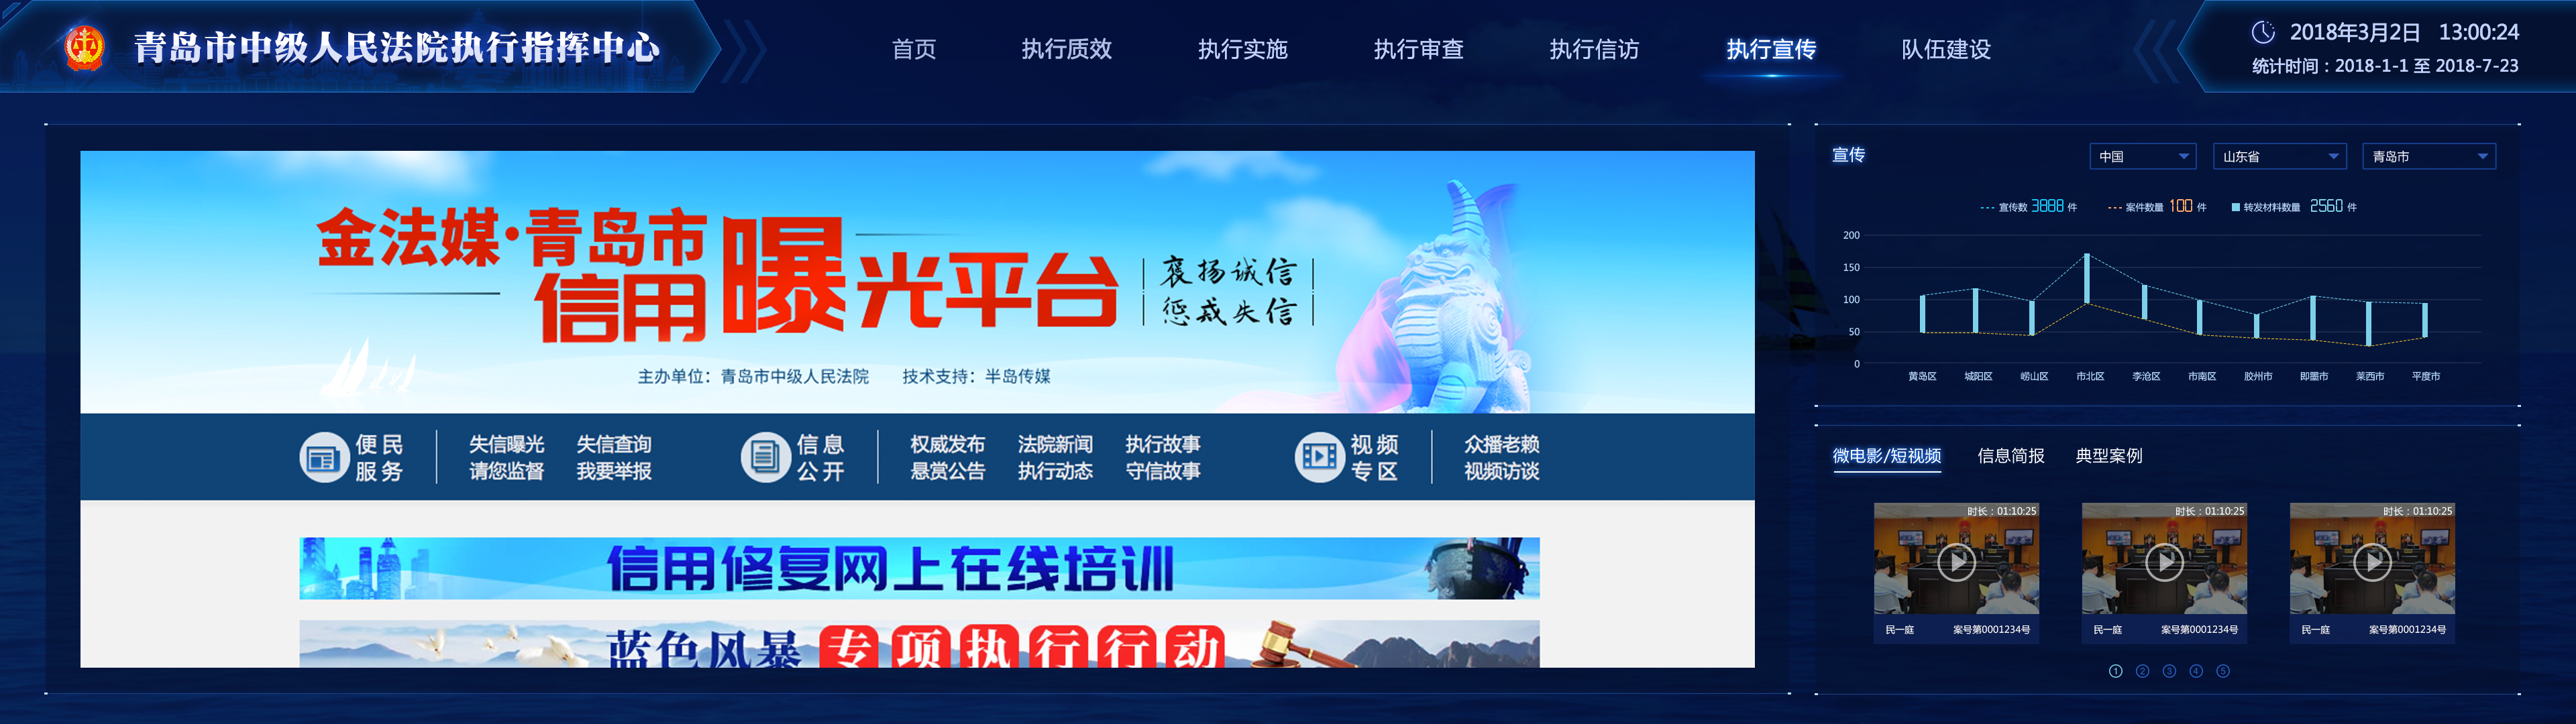 青岛市中级人民法院执行指挥中心
首页 执行质效 执行实施 执行审查 执行信访 执行宣传 队伍建设
2018年3月2日 13:00:24
统计时间：2018-1-1 至 2018-7-23
金法媒·青岛市
信用曝光平台
褒扬诚信
惩戒失信
主办单位：青岛市中级人民法院 技术支持：半岛传媒
便民服务
失信曝光 失信查询
请您监督 我要举报
信息公开
权威发布 法院新闻 执行故事
悬赏公告 执行动态 守信故事
视频专区
众播老赖
视频访谈
信用修复网上在线培训
蓝色风暴 专项执行行动
宣传
中国 山东省 青岛市
宣传数 3888 件 案件数量 100 件 转发材料数量 2560 件
200
150
100
50
0
黄岛区 城阳区 崂山区 市北区 李沧区 市南区 胶州市 即墨市 莱西市 平度市
微电影/短视频 信息简报 典型案例
时长：01:10:25 时长：01:10:25 时长：01:10:25
民一庭 案号第0001234号 民一庭 案号第0001234号 民一庭 案号第0001234号
1 2 3 4 5